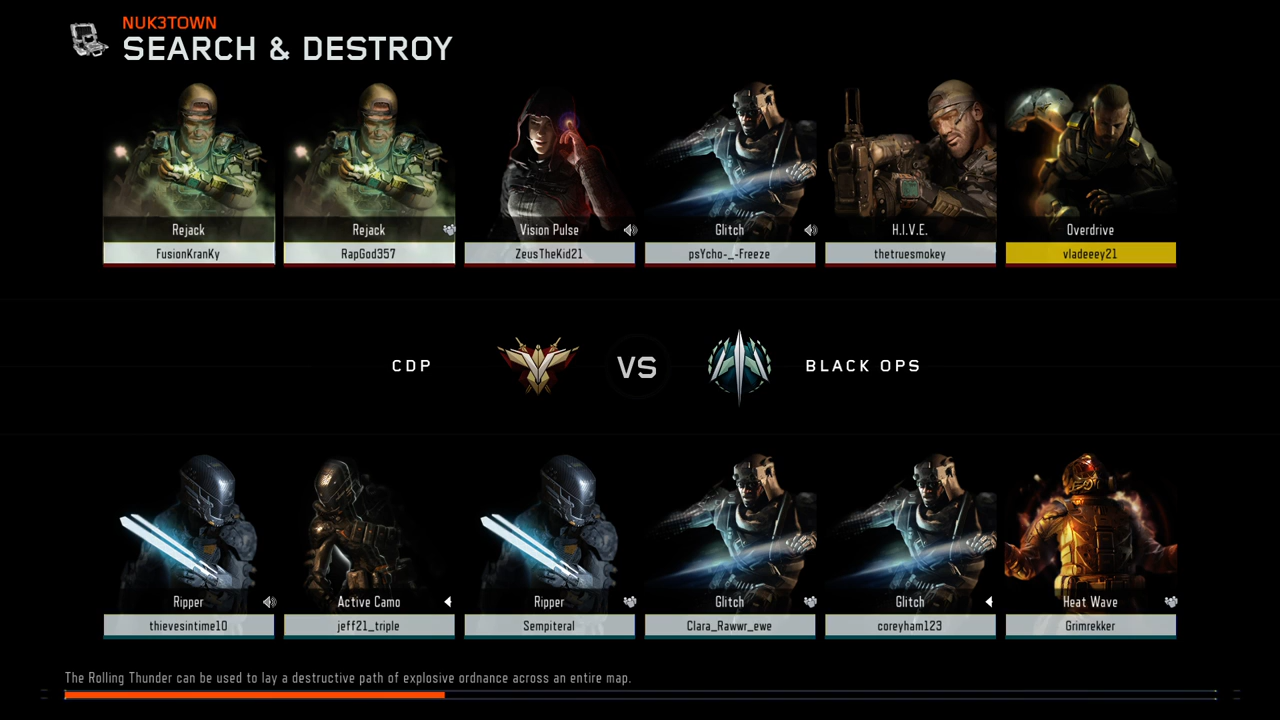 NUK3TOWN
SEARCH & DESTROY
Rejack
Rejack
Vision Pulse
Glitch
H.I.V.E.
Overdrive
FusionKranKy
RapGod357
ZeusTheKid21
psYcho-_-Freeze
thetruesmokey
vladeeey21
CDP
VS
BLACK OPS
Ripper
Active Camo
Ripper
Glitch
Glitch
Heat Wave
thievesintime10
jeff21_triple
Sempiteral
Clara_Rawwr_ewe
coreyham123
Grimrekker
The Rolling Thunder can be used to lay a destructive path of explosive ordnance across an entire map.